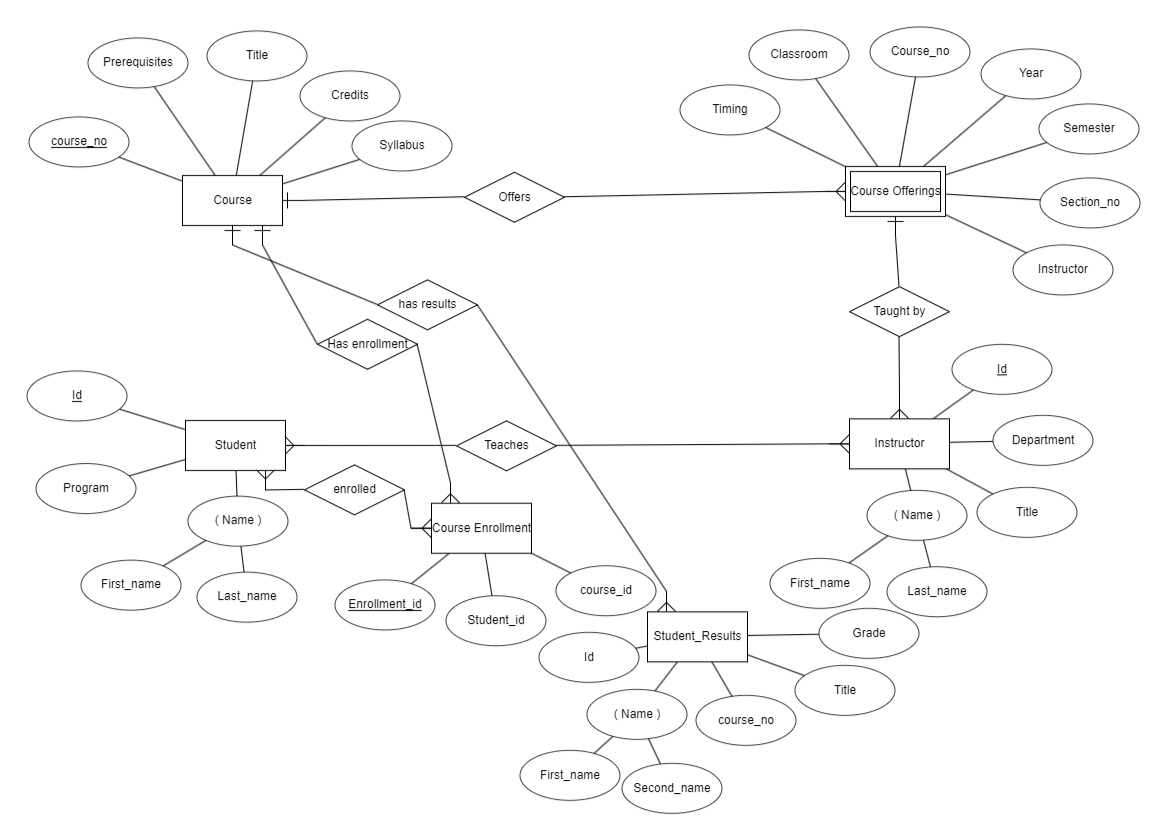 Prerequisites
Title
Credits
course_no
Syllabus
Course
Offers
Classroom
Course_no
Year
Timing
Semester
Course Offerings
Section_no
Instructor
has results
Has enrollment
Taught by
Id
Student
Program
( Name )
First_name
Last_name
Teaches
enrolled
Course Enrollment
Enrollment_id
Student_id
course_id
Id
Instructor
Department
Title
( Name )
First_name
Last_name
Student_Results
Grade
Id
Title
( Name )
course_no
First_name
Second_name